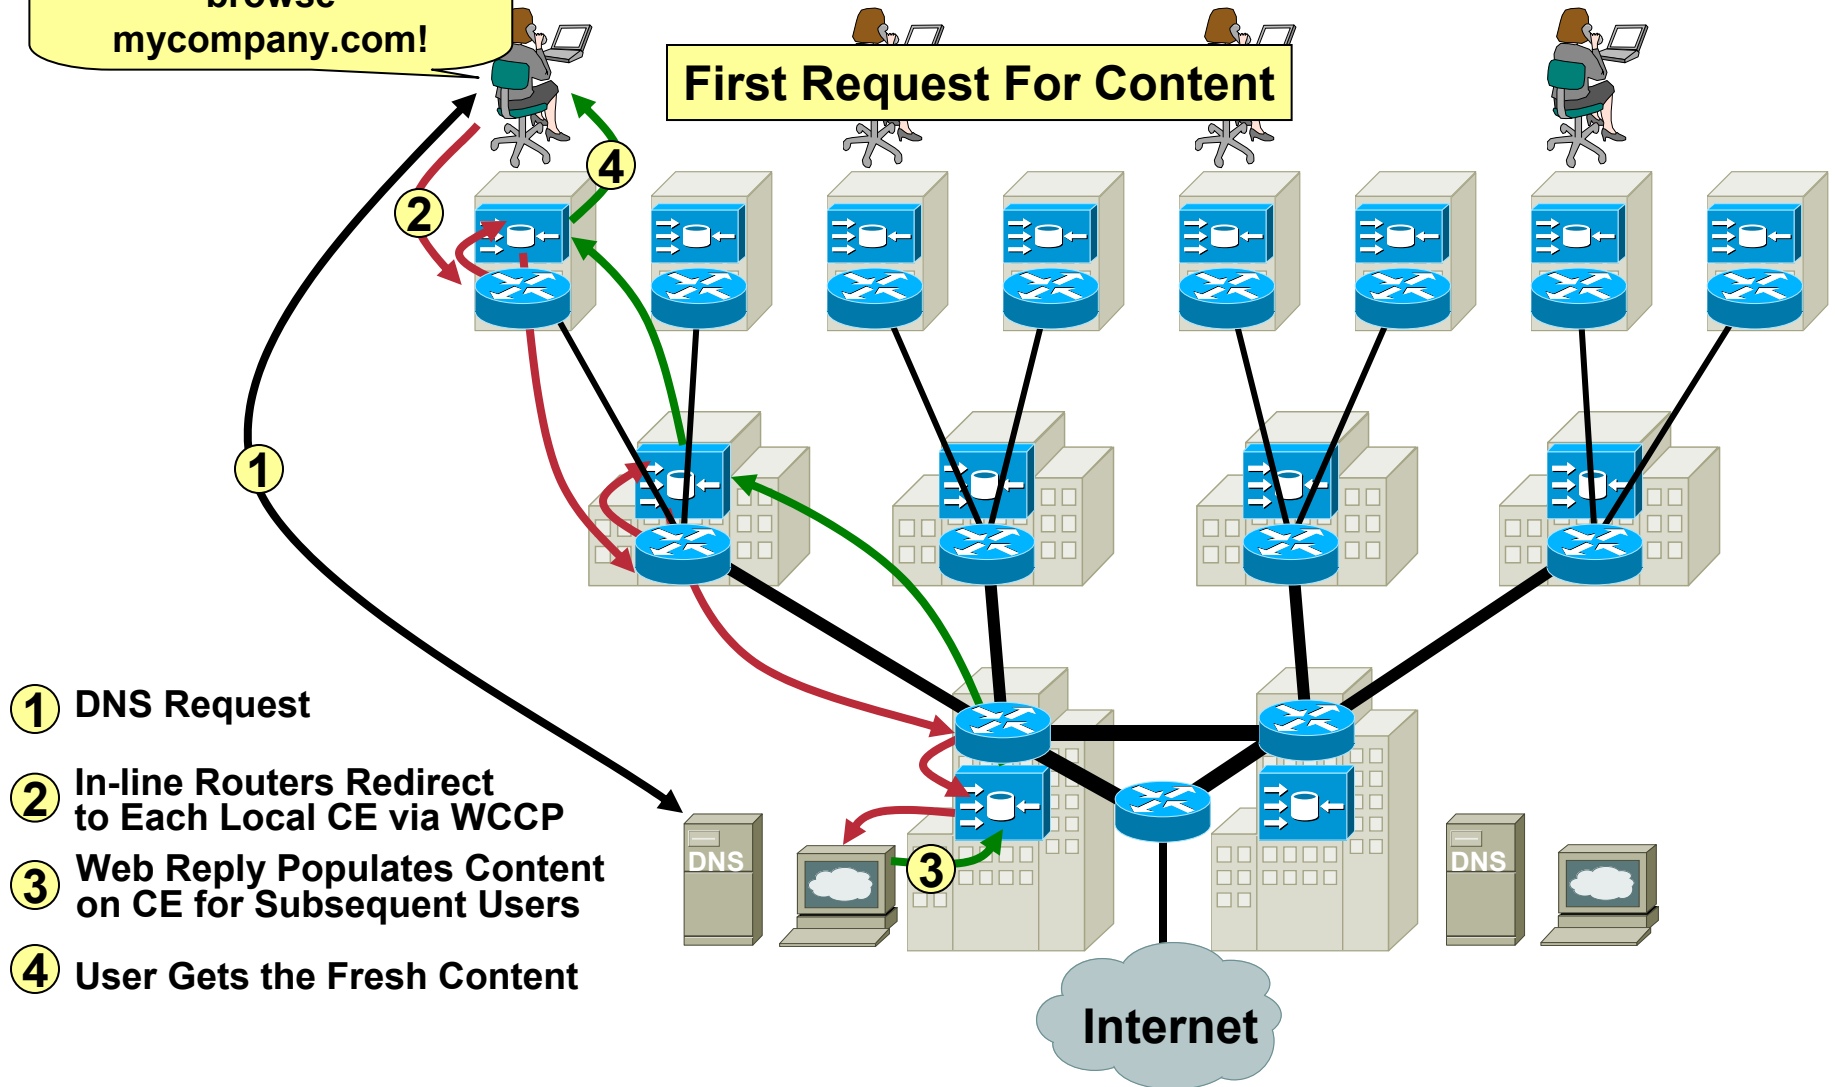 browse
mycompany.com!
First Request For Content
4
2
1
1 DNS Request
2 In-line Routers Redirect
to Each Local CE via WCCP
3 Web Reply Populates Content
on CE for Subsequent Users
4 User Gets the Fresh Content
DNS
3
DNS
Internet